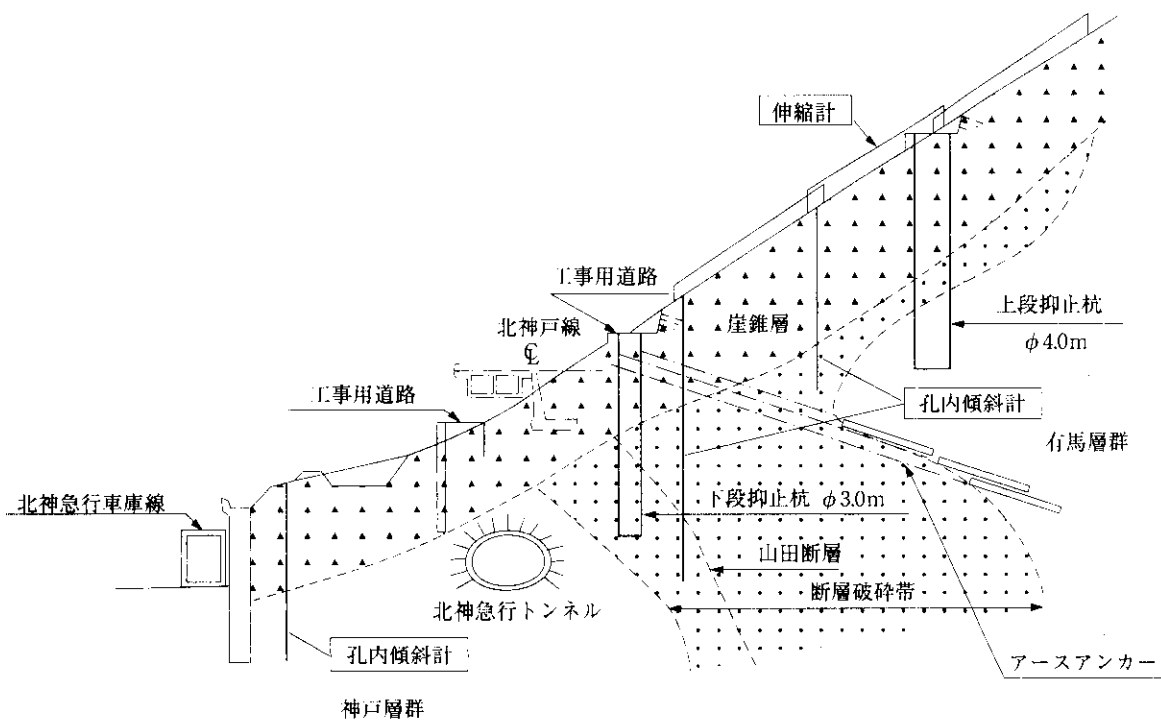 伸縮計
工事用道路
北神戸線
℄
崖錐層
上段抑止杭
φ4.0m
工事用道路
孔内傾斜計
有馬層群
北神急行車庫線
下段抑止杭 φ3.0m
山田断層
断層破砕帯
北神急行トンネル
孔内傾斜計
アースアンカー
神戸層群